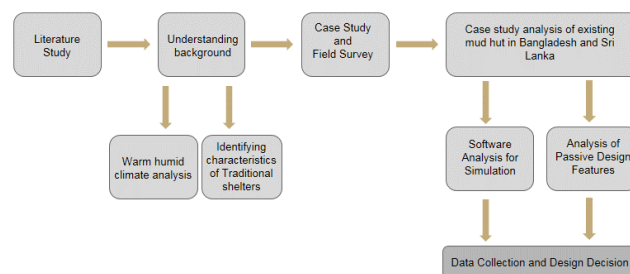 Literature
Study
Understanding
background
Case Study
and
Field Survey
Case study analysis of existing
mud hut in Bangladesh and Sri
Lanka
Warm humid
climate analysis
Identifying
characteristics
of Traditional
shelters
Software
Analysis for
Simulation
Analysis of
Passive Design
Features
Data Collection and Design Decision